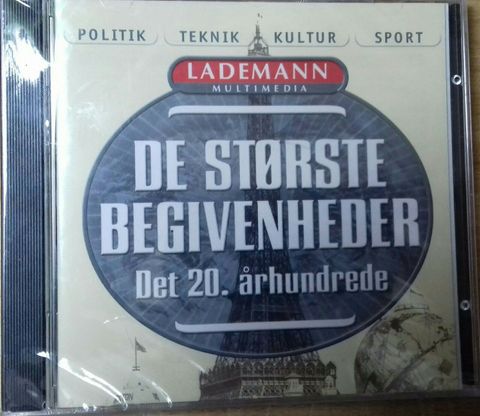 POLITIK TEKNIK KULTUR SPORT
LADEMANN
MULTIMEDIA
DE STØRSTE
BEGIVENHEDER
Det 20. århundrede